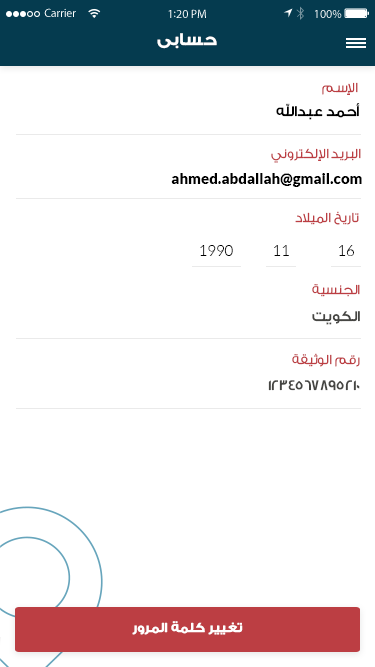 Carrier 1:20 PM 100%
حسابى
الإسم
أحمد عبدالله
البريد الإلكتروني
ahmed.abdallah@gmail.com
تاريخ الميلاد
16 11 1990
الجنسية
الكويت
رقم الوثيقة
١٢٣٤٥٦٧٨٩٥٢١٠
تغيير كلمة المرور